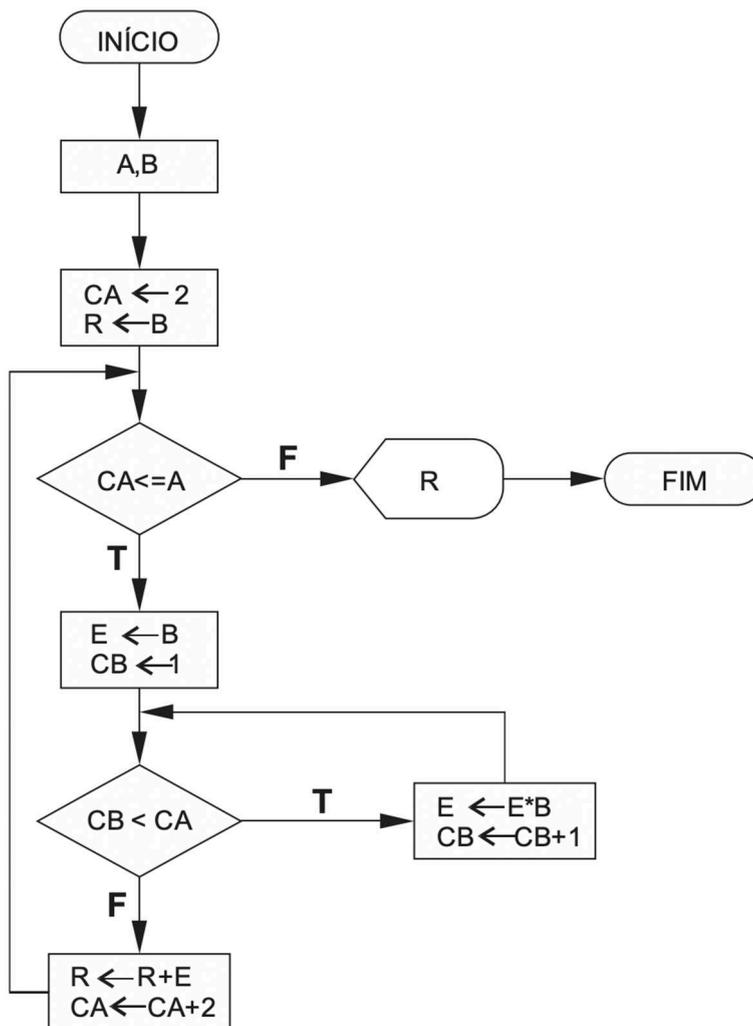 INÍCIO
A,B
CA ← 2
R ←B
CA<=A
F
R
FIM
T
E ←B
CB ←1
CB < CA
T
E ←E*B
CB ←CB+1
F
R ← R+E
CA ←CA+2